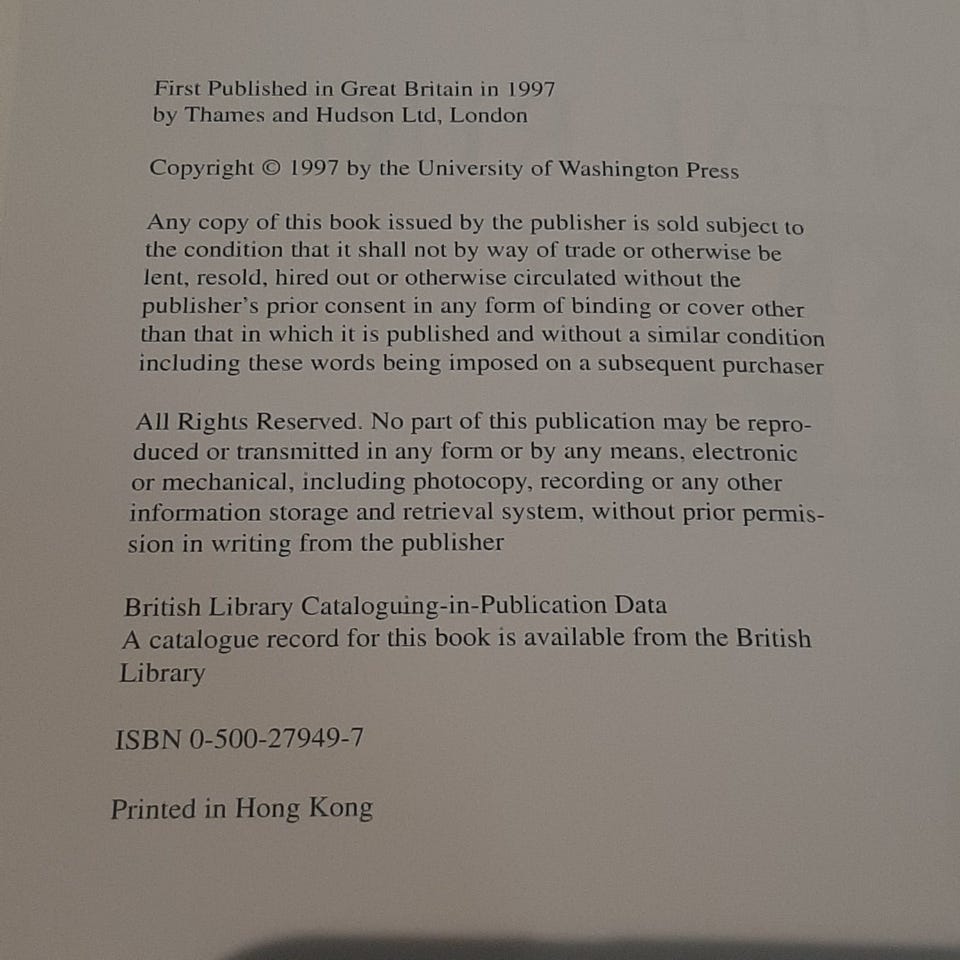 First Published in Great Britain in 1997
by Thames and Hudson Ltd, London
Copyright © 1997 by the University of Washington Press
Any copy of this book issued by the publisher is sold subject to
the condition that it shall not by way of trade or otherwise be
lent, resold, hired out or otherwise circulated without the
publisher's prior consent in any form of binding or cover other
than that in which it is published and without a similar condition
including these words being imposed on a subsequent purchaser
All Rights Reserved. No part of this publication may be repro-
duced or transmitted in any form or by any means, electronic
or mechanical, including photocopy, recording or any other
information storage and retrieval system, without prior permis-
sion in writing from the publisher
British Library Cataloguing-in-Publication Data
A catalogue record for this book is available from the British
Library
ISBN 0-500-27949-7
Printed in Hong Kong